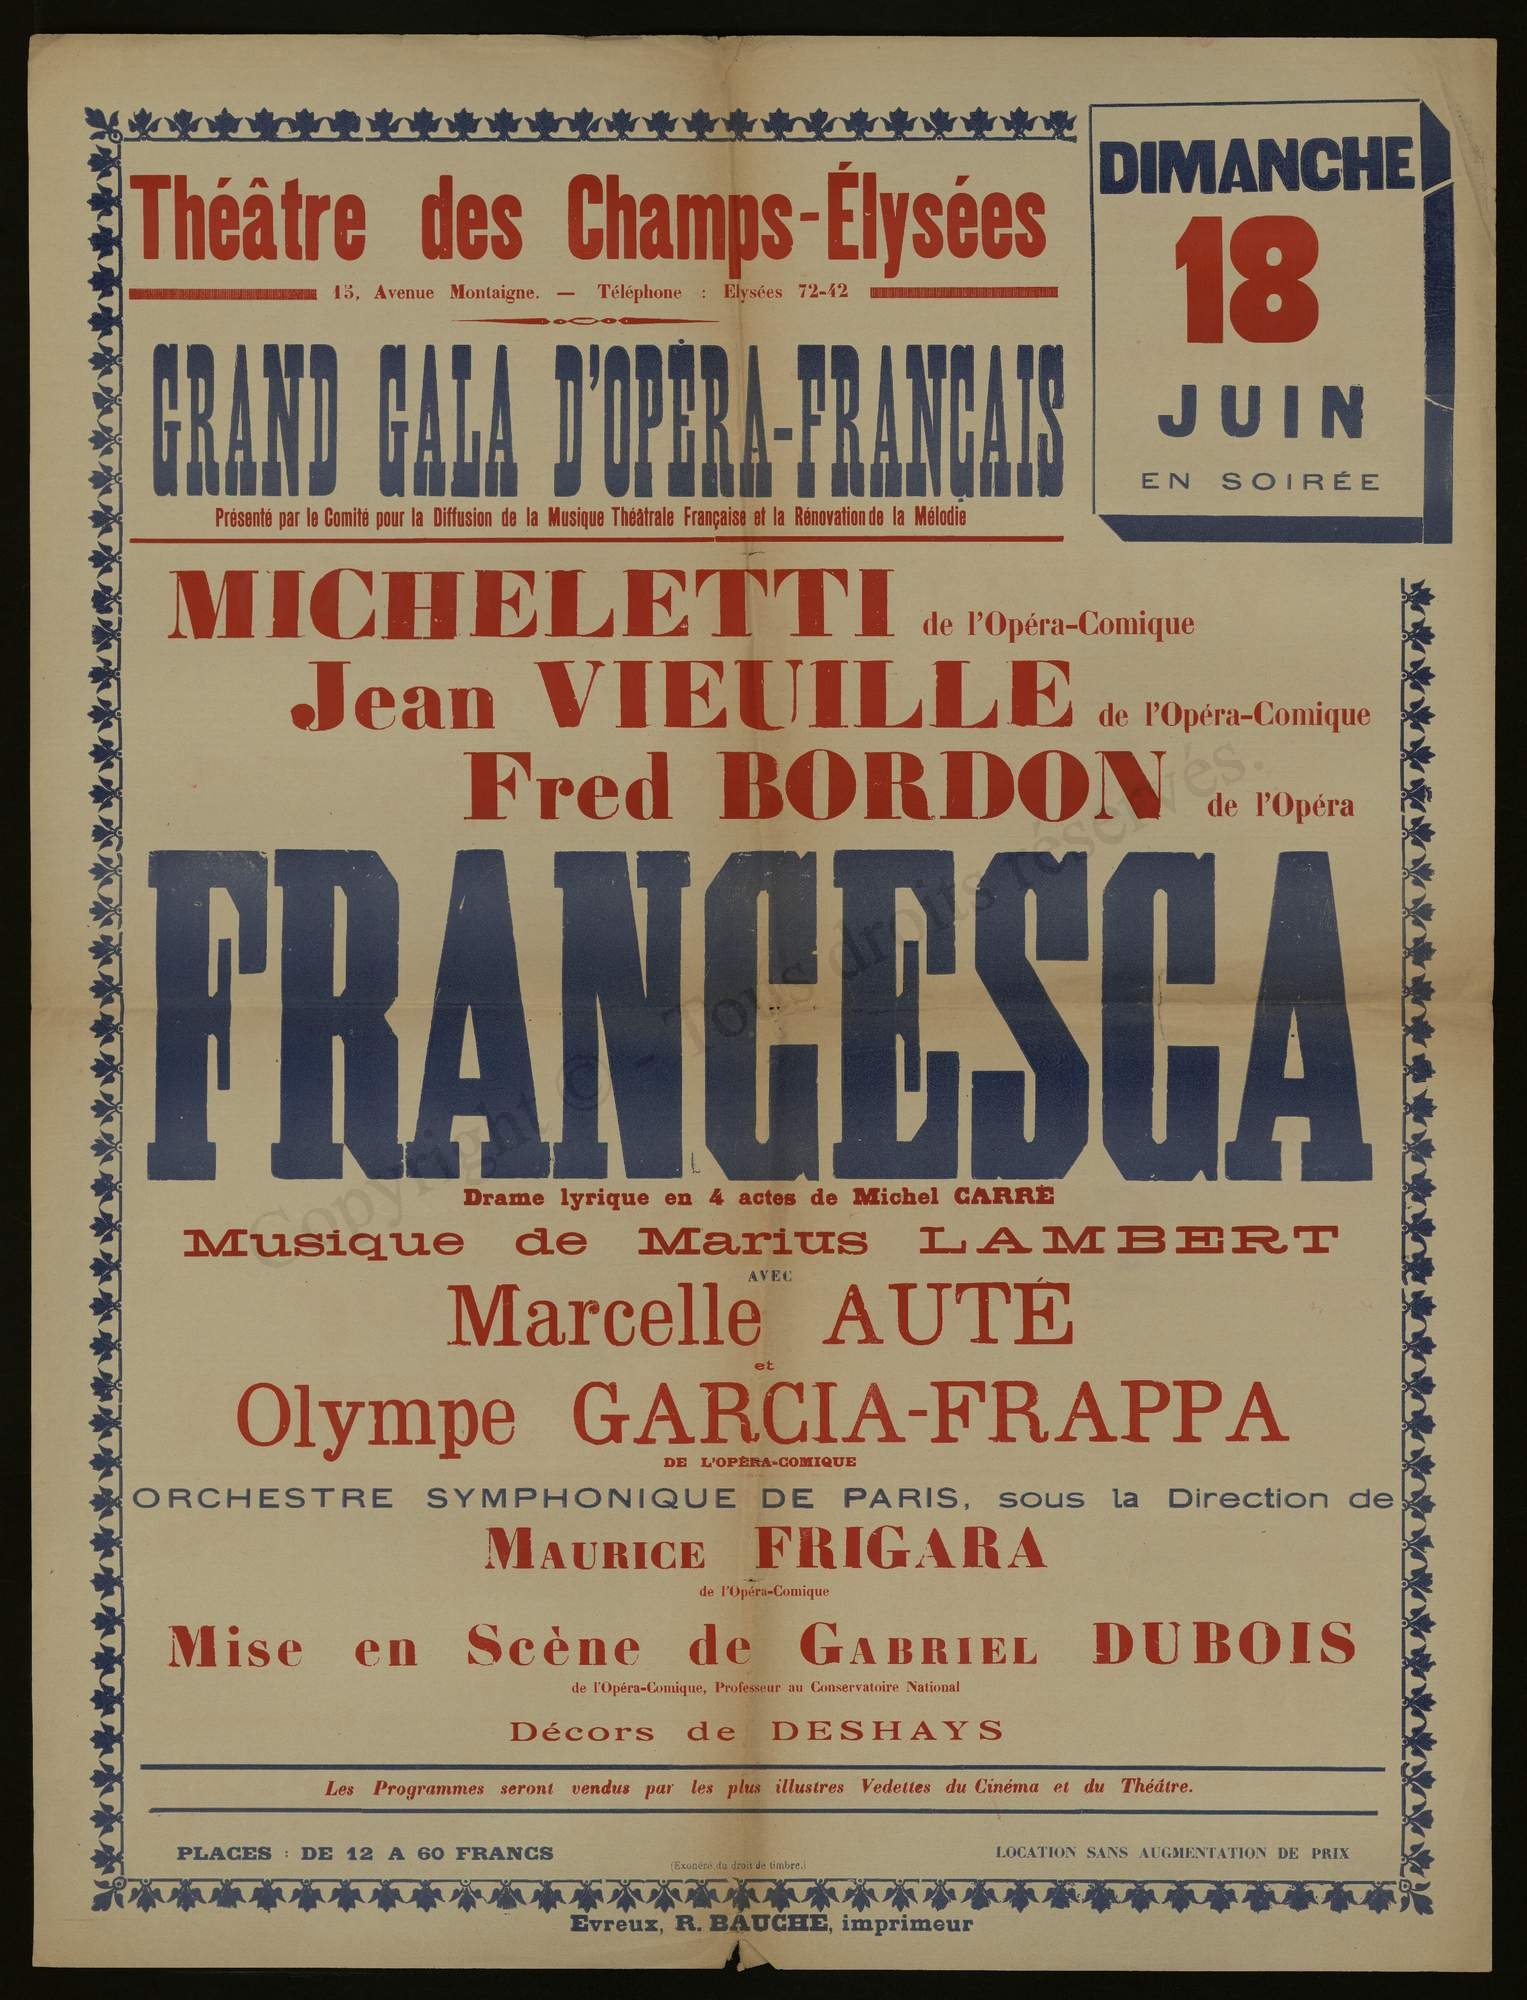 Théâtre des Champs-Élysées
15, Avenue Montaigne. — Téléphone : Elysées 72-42
GRAND GALA D'OPÉRA-FRANÇAIS
Présenté par le Comité pour la Diffusion de la Musique Théâtrale Française et la Rénovation de la Mélodie
DIMANCHE
18
JUIN
EN SOIRÉE
MICHELETTI de l'Opéra-Comique
Jean VIEUILLE de l'Opéra-Comique
Fred BORDON de l'Opéra
FRANCESCA
Drame lyrique en 4 actes de Michel CARRÉ
Musique de Marius LAMBERT
AVEC
Marcelle AUTÉ
et
Olympe GARCIA-FRAPPA
DE L'OPÉRA-COMIQUE
ORCHESTRE SYMPHONIQUE DE PARIS, sous la Direction de
MAURICE FRIGARA
de l'Opéra-Comique
Mise en Scène de GABRIEL DUBOIS
de l'Opéra-Comique, Professeur au Conservatoire National
Décors de DESHAYS
Les Programmes seront vendus par les plus illustres Vedettes du Cinéma et du Théâtre.
PLACES : DE 12 A 60 FRANCS
(Exonéré du droit de timbre.)
LOCATION SANS AUGMENTATION DE PRIX
Evreux, R. BAUCHE, imprimeur
Copyright © - Tous droits réservés.